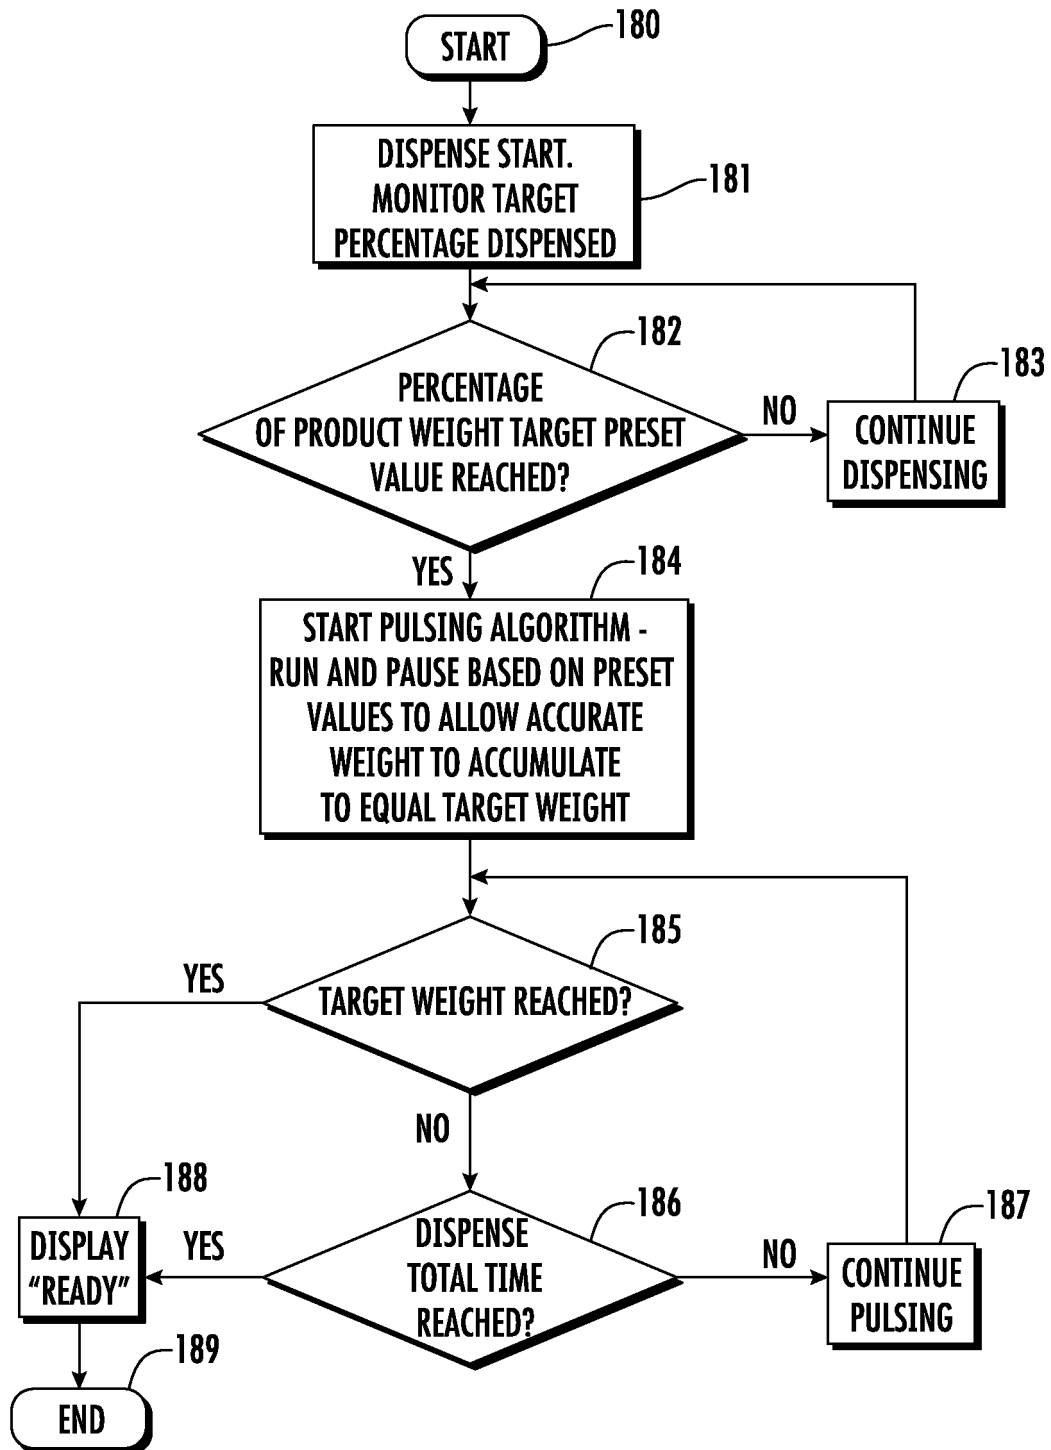 START
180
DISPENSE START.
MONITOR TARGET
PERCENTAGE DISPENSED
181
182
PERCENTAGE
OF PRODUCT WEIGHT TARGET PRESET
VALUE REACHED?
NO
183
CONTINUE
DISPENSING
YES
184
START PULSING ALGORITHM -
RUN AND PAUSE BASED ON PRESET
VALUES TO ALLOW ACCURATE
WEIGHT TO ACCUMULATE
TO EQUAL TARGET WEIGHT
185
TARGET WEIGHT REACHED?
YES
NO
186
DISPENSE
TOTAL TIME
REACHED?
NO
187
CONTINUE
PULSING
YES
188
DISPLAY
“READY”
189
END